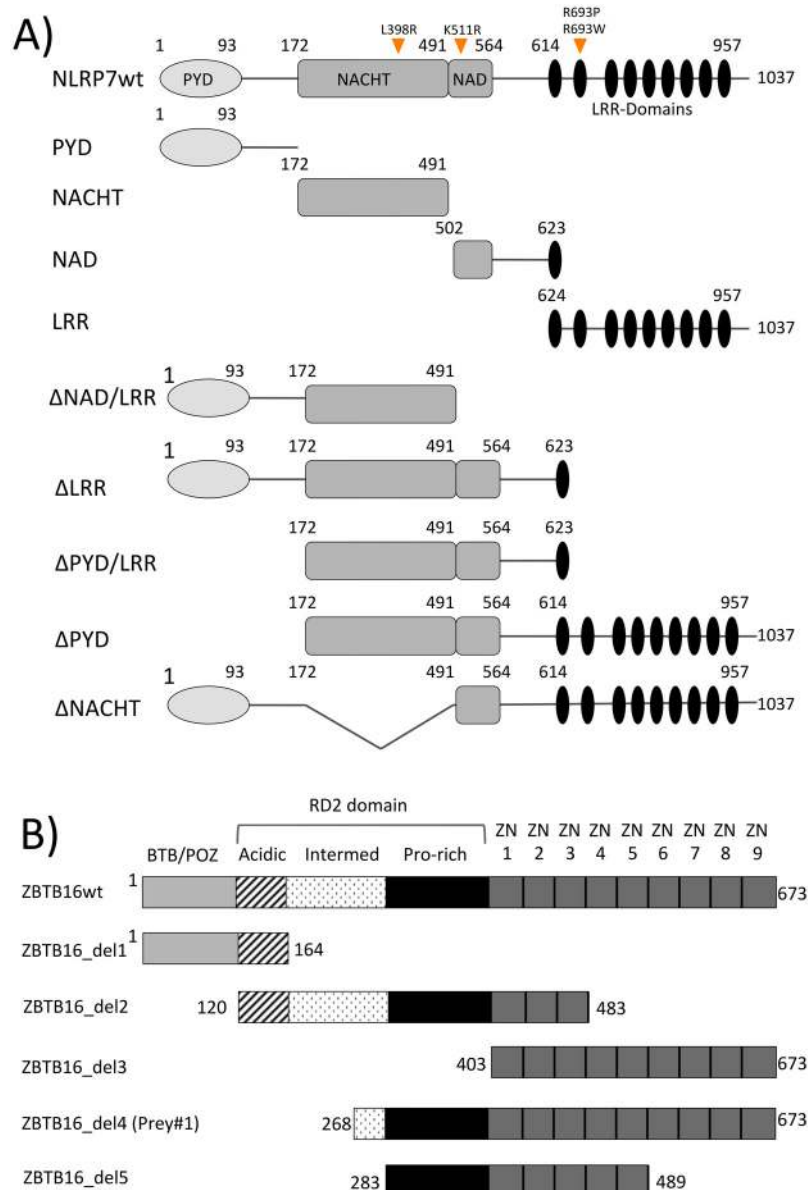 A)
L398R K511R R693P
R693W
1 93 172 491 564 614 957
NLRP7wt PYD NACHT NAD 1037
LRR-Domains
1 93
PYD
172 491
NACHT
502 623
NAD
624 957
LRR 1037
1 93 172 491
ΔNAD/LRR
1 93 172 491 564 623
ΔLRR
172 491 564 623
ΔPYD/LRR
172 491 564 614 957
ΔPYD 1037
1 93 172 491 564 614 957
ΔNACHT 1037
B)
RD2 domain
ZN ZN ZN ZN ZN ZN ZN ZN ZN
BTB/POZ Acidic Intermed Pro-rich 1 2 3 4 5 6 7 8 9
ZBTB16wt 1 673
ZBTB16_del1 1 164
ZBTB16_del2 120 483
ZBTB16_del3 403 673
ZBTB16_del4 (Prey#1) 268 673
ZBTB16_del5 283 489